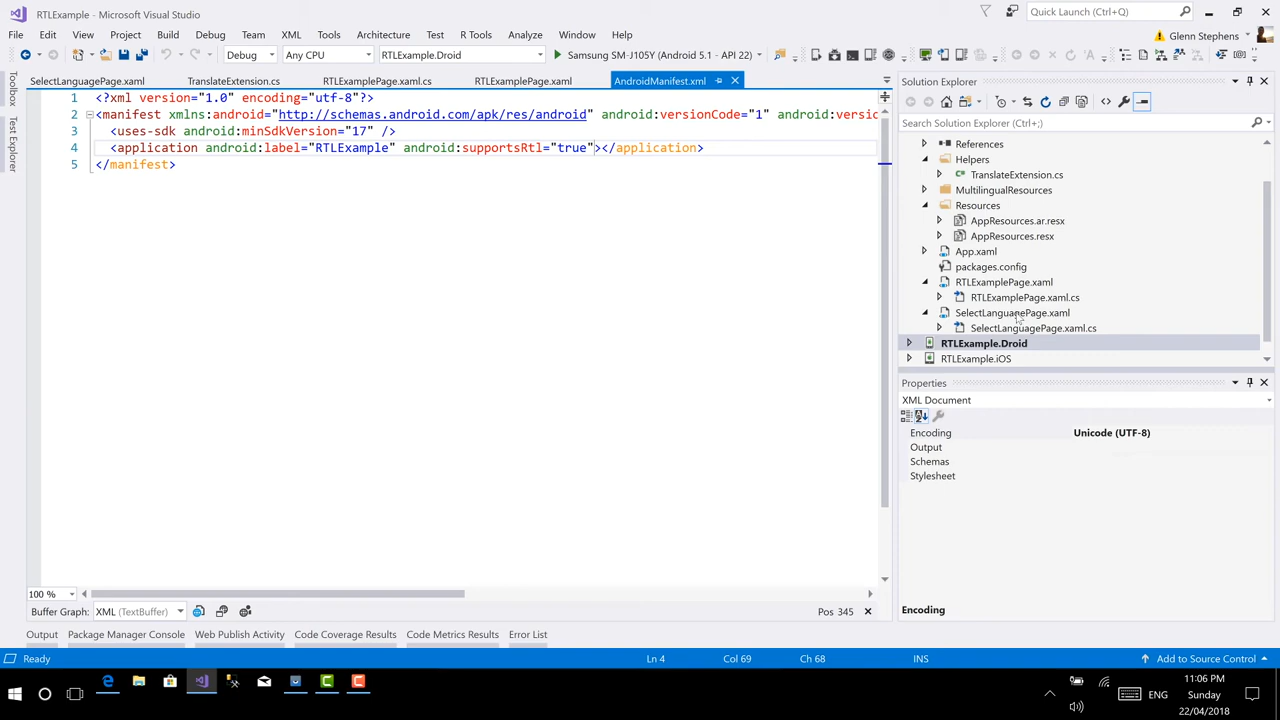 RTLExample - Microsoft Visual Studio
Quick Launch (Ctrl+Q)
File Edit View Project Build Debug Team XML Tools Architecture Test R Tools Analyze Window Help
Glenn Stephens
Debug Any CPU RTLExample.Droid Samsung SM-J105Y (Android 5.1 - API 22)
SelectLanguagePage.xaml TranslateExtension.cs RTLExamplePage.xaml.cs RTLExamplePage.xaml AndroidManifest.xml
Toolbox
Test Explorer
1 <?xml version="1.0" encoding="utf-8"?>
2 <manifest xmlns:android="http://schemas.android.com/apk/res/android" android:versionCode="1" android:versio
3 <uses-sdk android:minSdkVersion="17" />
4 <application android:label="RTLExample" android:supportsRtl="true"></application>
5 </manifest>
100 %
Buffer Graph: XML (TextBuffer) Pos 345
Output Package Manager Console Web Publish Activity Code Coverage Results Code Metrics Results Error List
Solution Explorer
Search Solution Explorer (Ctrl+;)
References
Helpers
TranslateExtension.cs
MultilingualResources
Resources
AppResources.ar.resx
AppResources.resx
App.xaml
packages.config
RTLExamplePage.xaml
RTLExamplePage.xaml.cs
SelectLanguagePage.xaml
SelectLanguagePage.xaml.cs
RTLExample.Droid
RTLExample.iOS
Properties
XML Document
Encoding Unicode (UTF-8)
Output
Schemas
Stylesheet
Encoding
Ready Ln 4 Col 69 Ch 68 INS Add to Source Control
ENG
11:06 PM
Sunday
22/04/2018